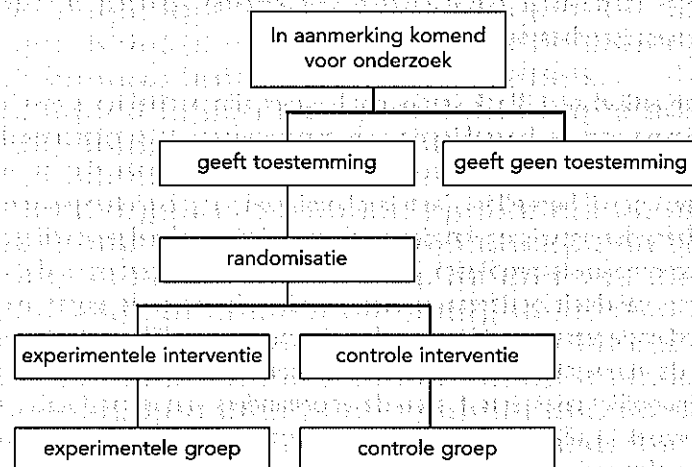 In aanmerking komend
voor onderzoek
geeft toestemming
geeft geen toestemming
randomisatie
experimentele interventie
controle interventie
experimentele groep
controle groep